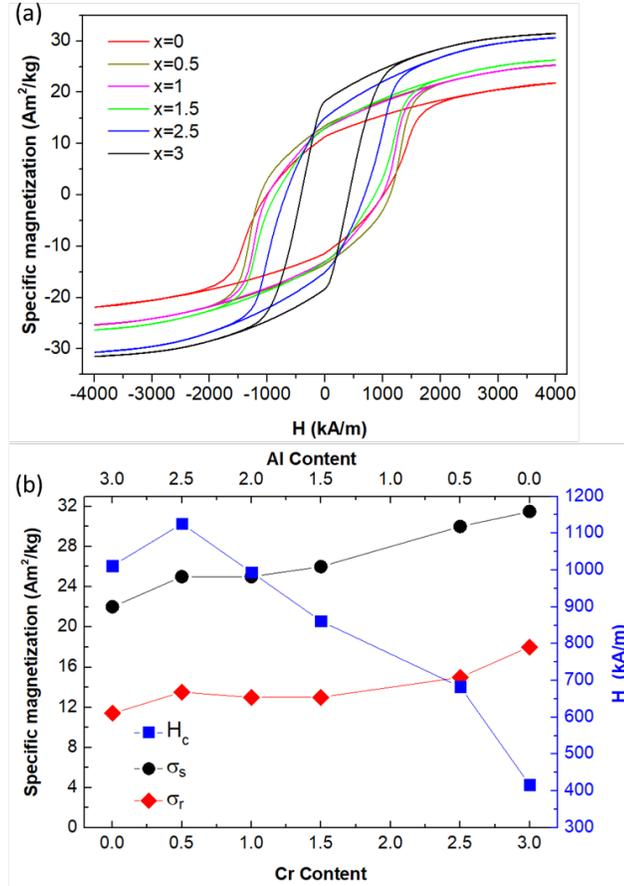 (a)
30
20
10
0
-10
-20
-30
Specific magnetization (Am²/kg)
x=0
x=0.5
x=1
x=1.5
x=2.5
x=3
-4000 -3000 -2000 -1000 0 1000 2000 3000 4000
H (kA/m)
(b)
Al Content
3.0 2.5 2.0 1.5 1.0 0.5 0.0
32
28
24
20
16
12
8
4
0
Specific magnetization (Am²/kg)
H_c
σ_s
σ_r
1200
1100
1000
900
800
700
600
500
400
300
H (kA/m)
0.0 0.5 1.0 1.5 2.0 2.5 3.0
Cr Content